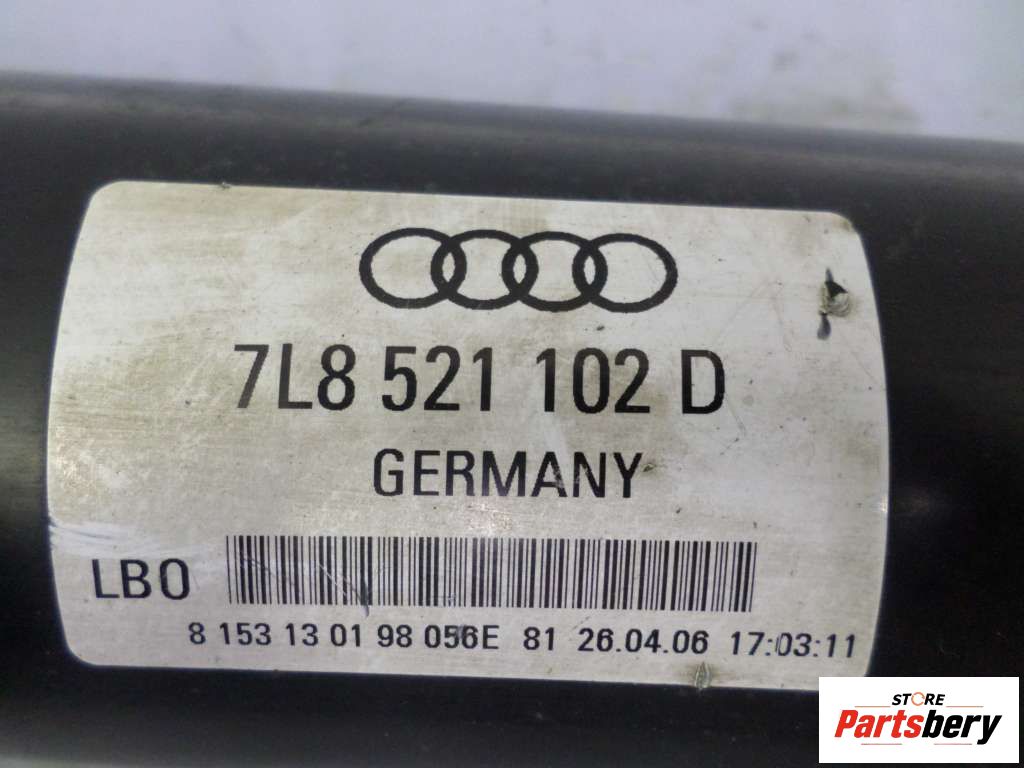 7L8 521 102 D
GERMANY
LBO
8 153 13 01 98 056E 81 26.04.06 17:03:11
STORE
Partsbery